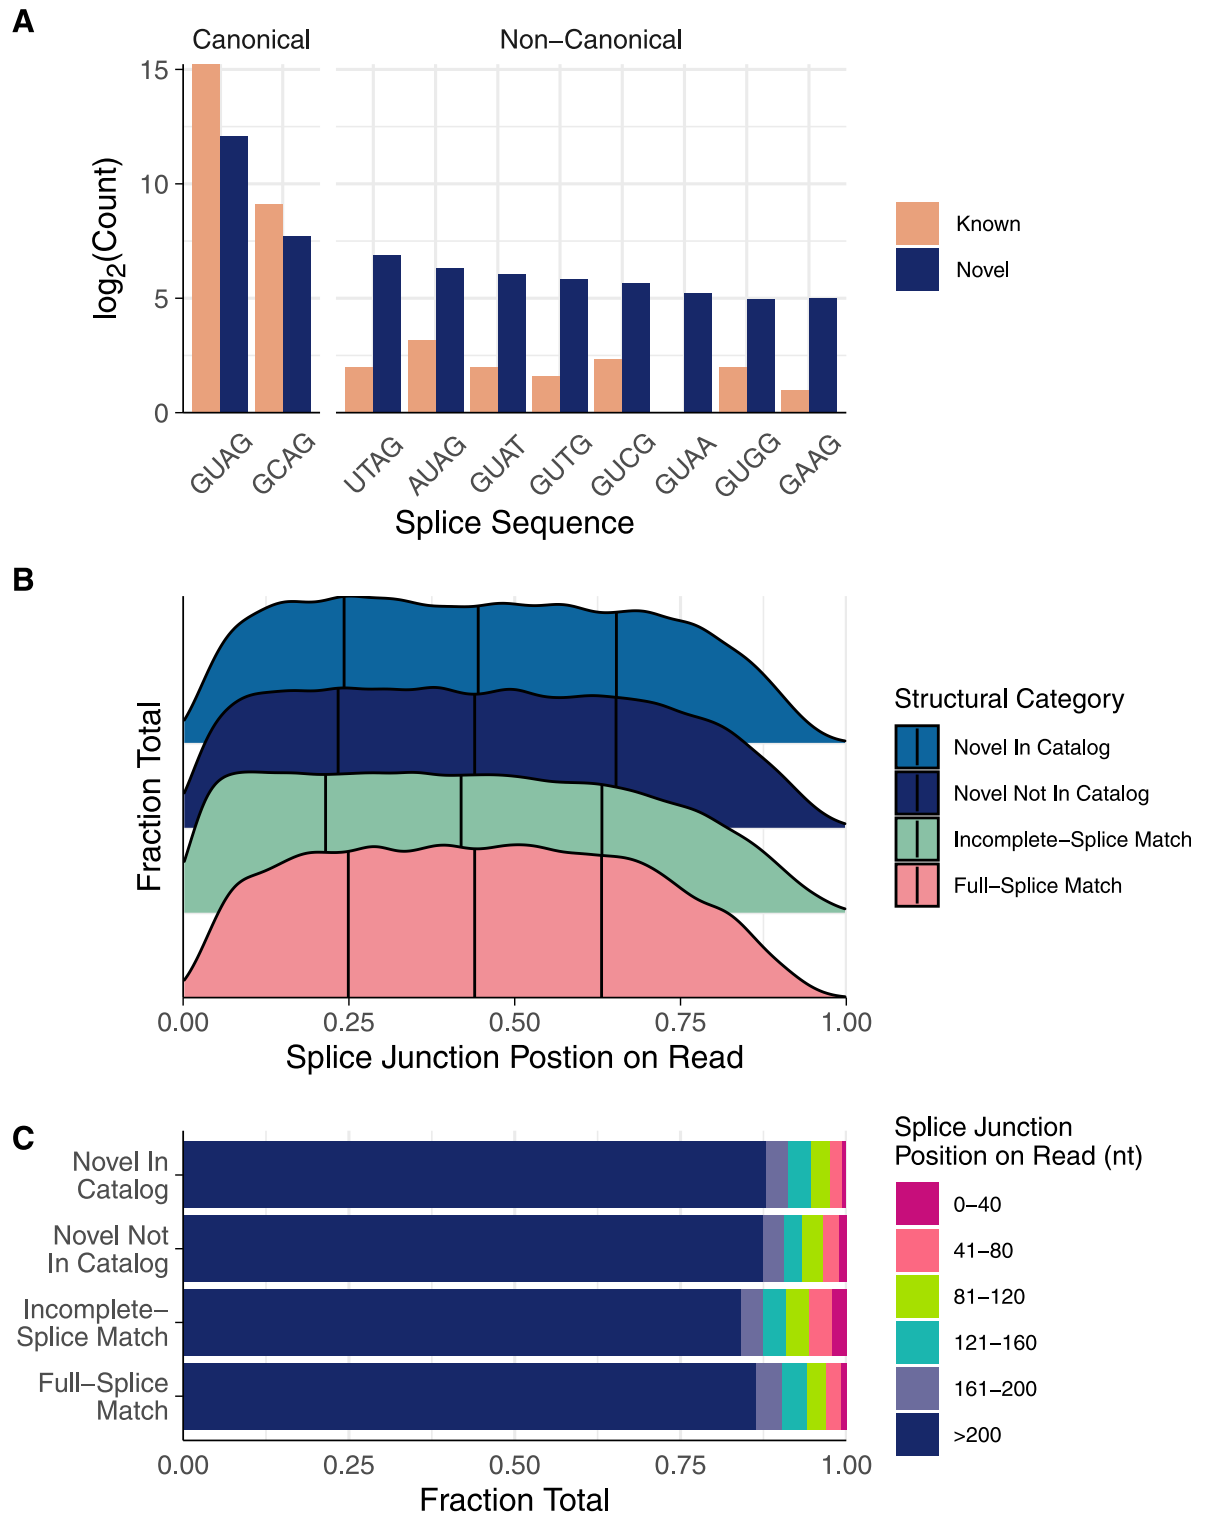 A
Canonical
Non−Canonical
15
10
5
0
log2(Count)
GUAG
GCAG
UTAG
AUAG
GUAT
GUTG
GUCG
GUAA
GUGG
GAAG
Splice Sequence
Known
Novel
B
Fraction Total
0.00
0.25
0.50
0.75
1.00
Splice Junction Postion on Read
Structural Category
Novel In Catalog
Novel Not In Catalog
Incomplete−Splice Match
Full−Splice Match
C
Novel In
Catalog
Novel Not
In Catalog
Incomplete−
Splice Match
Full−Splice
Match
0.00
0.25
0.50
0.75
1.00
Fraction Total
Splice Junction
Position on Read (nt)
0−40
41−80
81−120
121−160
161−200
>200